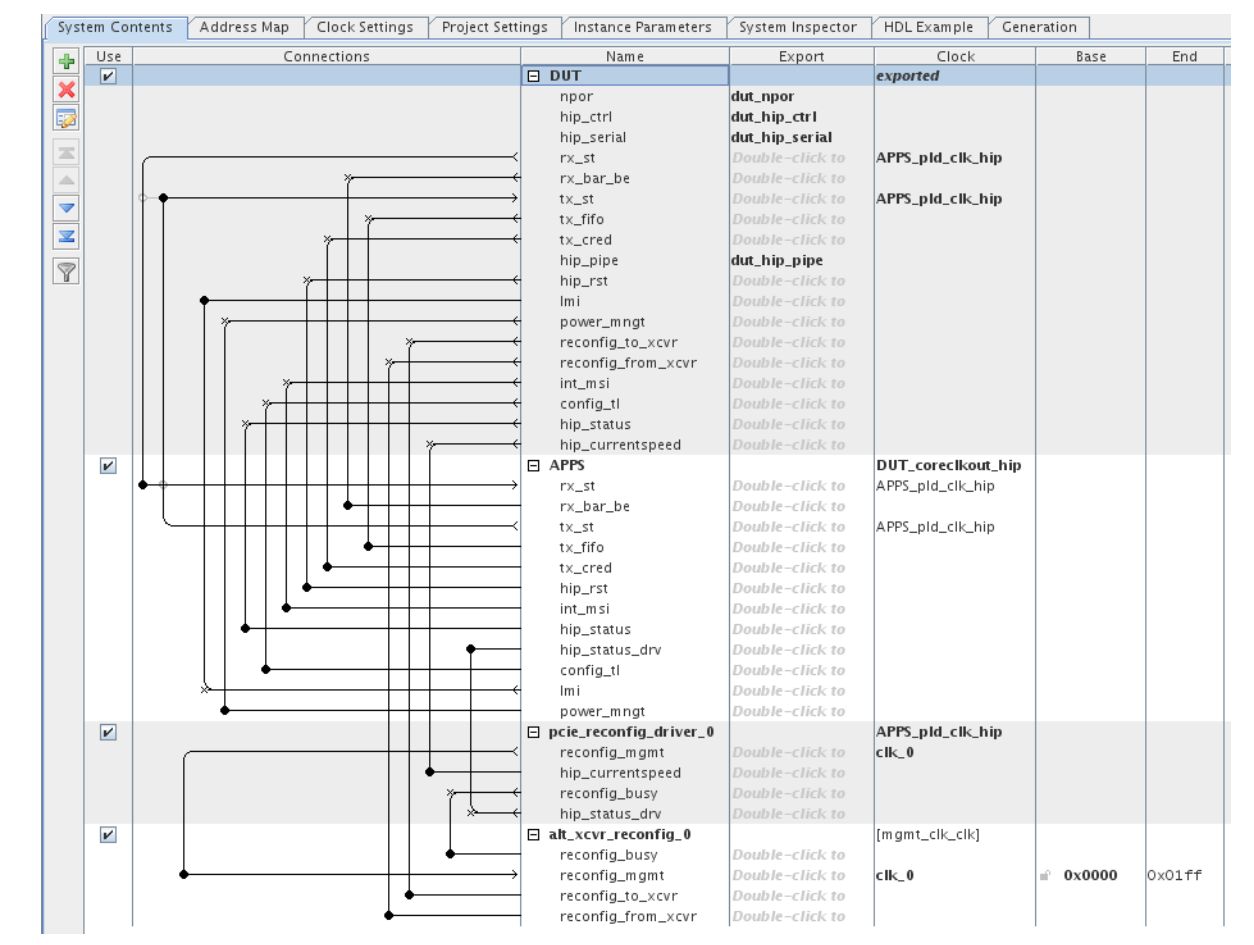 System Contents Address Map Clock Settings Project Settings Instance Parameters System Inspector HDL Example Generation
Use Connections Name Export Clock Base End
DUT exported
npor dut_npor
hip_ctrl dut_hip_ctrl
hip_serial dut_hip_serial
rx_st Double-click to APPS_pld_clk_hip
rx_bar_be Double-click to
tx_st Double-click to APPS_pld_clk_hip
tx_fifo Double-click to
tx_cred Double-click to
hip_pipe dut_hip_pipe
hip_rst Double-click to
lmi Double-click to
power_mngt Double-click to
reconfig_to_xcvr Double-click to
reconfig_from_xcvr Double-click to
int_msi Double-click to
config_tl Double-click to
hip_status Double-click to
hip_currentspeed Double-click to
APPS DUT_coreclkout_hip
rx_st Double-click to APPS_pld_clk_hip
rx_bar_be Double-click to
tx_st Double-click to APPS_pld_clk_hip
tx_fifo Double-click to
tx_cred Double-click to
hip_rst Double-click to
int_msi Double-click to
hip_status Double-click to
hip_status_drv Double-click to
config_tl Double-click to
lmi Double-click to
power_mngt Double-click to
pcie_reconfig_driver_0 APPS_pld_clk_hip
reconfig_mgmt Double-click to clk_0
hip_currentspeed Double-click to
reconfig_busy Double-click to
hip_status_drv Double-click to
alt_xcvr_reconfig_0 [mgmt_clk_clk]
reconfig_busy Double-click to
reconfig_mgmt Double-click to clk_0 0x0000 0x01ff
reconfig_to_xcvr Double-click to
reconfig_from_xcvr Double-click to